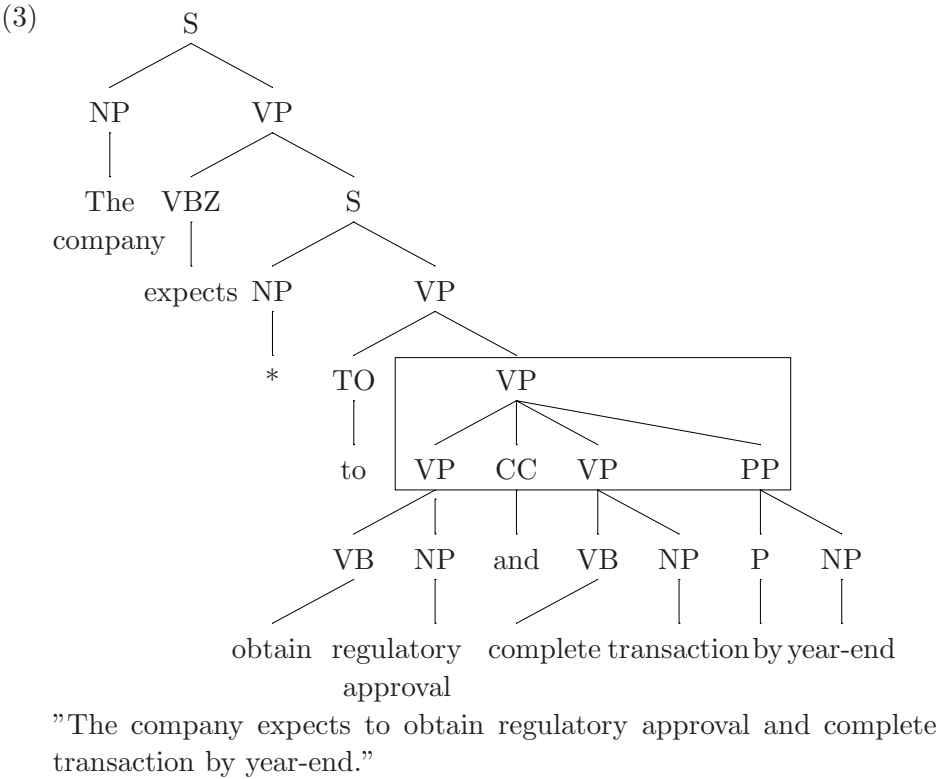 (3)
S
NP VP
The VBZ S
company
expects NP VP
* TO VP
to VP CC VP PP
VB NP and VB NP P NP
obtain regulatory complete transaction by year-end
approval
”The company expects to obtain regulatory approval and complete
transaction by year-end.”